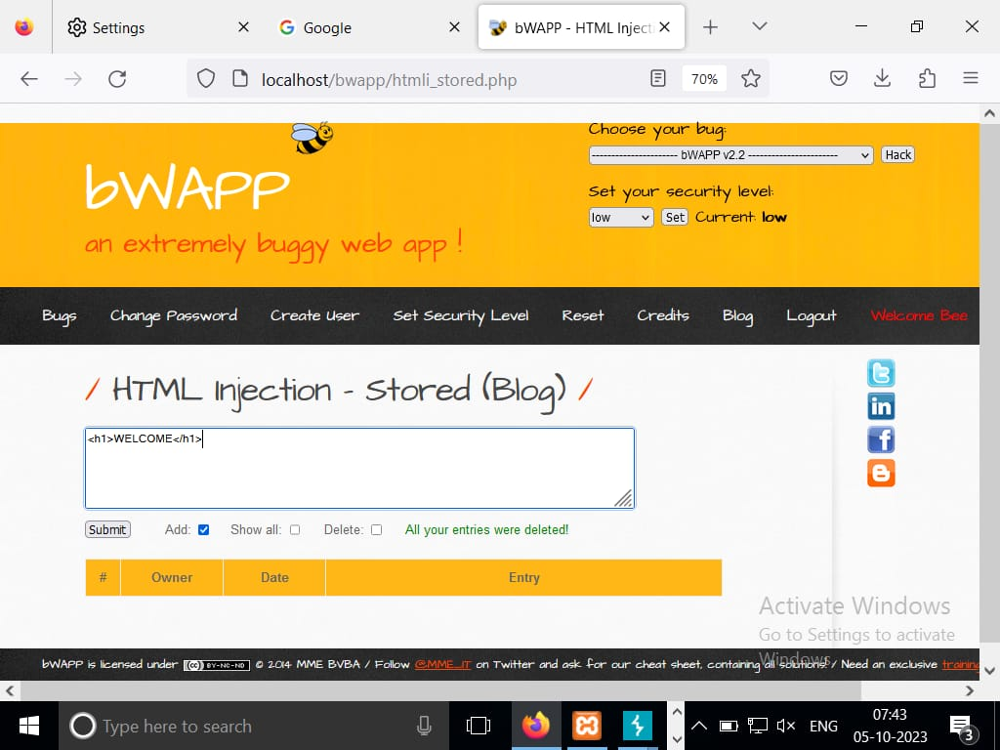 Settings
Google
bWAPP - HTML Inject
localhost/bwapp/htmli_stored.php
70%
Choose your bug:
---------------------- bWAPP v2.2 -----------------------
Hack
bWAPP
Set your security level:
low
Set
Current: low
an extremely buggy web app !
Bugs
Change Password
Create User
Set Security Level
Reset
Credits
Blog
Logout
Welcome Bee
/ HTML Injection - Stored (Blog) /
<h1>WELCOME</h1>
Submit
Add:
Show all:
Delete:
All your entries were deleted!
#
Owner
Date
Entry
Activate Windows
Go to Settings to activate
Windows.
bWAPP is licensed under (cc) BY-NC-ND © 2014 MME BVBA / Follow @MME_IT on Twitter and ask for our cheat sheet, containing all solutions! / Need an exclusive training
Type here to search
ENG
07:43
05-10-2023
3